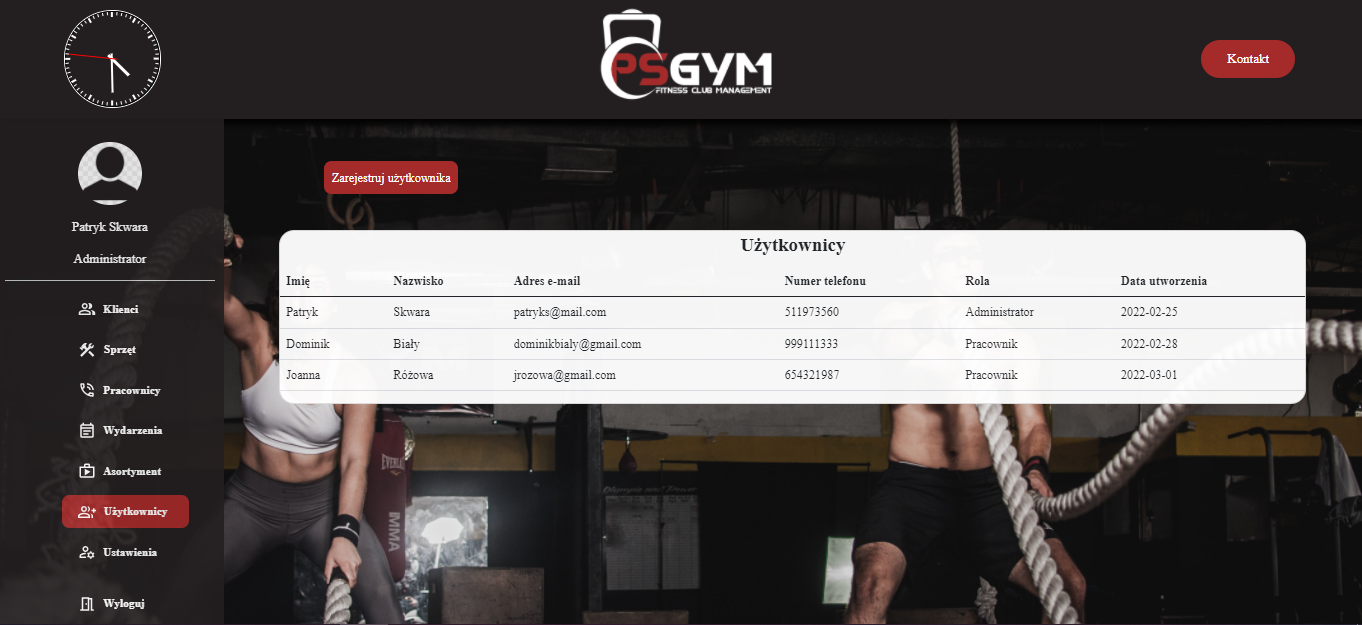 PSGYM
FITNESS CLUB MANAGEMENT
Kontakt
Patryk Skwara
Administrator
Klienci
Sprzęt
Pracownicy
Wydarzenia
Asortyment
Użytkownicy
Ustawienia
Wyloguj
Zarejestruj użytkownika
Użytkownicy
Imię Nazwisko Adres e-mail Numer telefonu Rola Data utworzenia
Patryk Skwara patryks@mail.com 511973560 Administrator 2022-02-25
Dominik Biały dominikbialy@gmail.com 999111333 Pracownik 2022-02-28
Joanna Różowa jrozowa@gmail.com 654321987 Pracownik 2022-03-01
EVERLAST
MMA